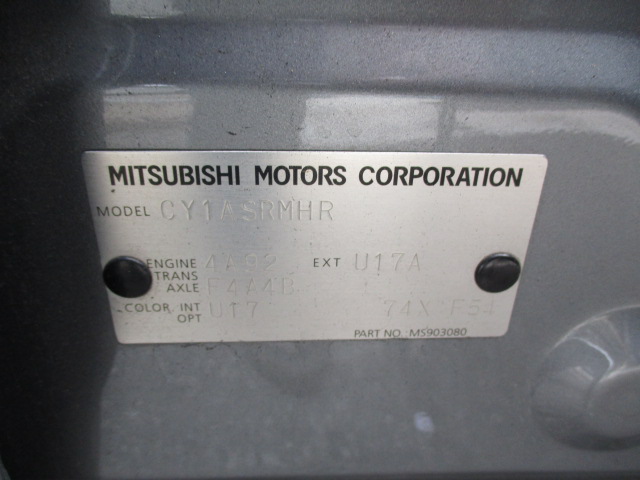 MITSUBISHI MOTORS CORPORATION
MODEL CY1ASRMHR
ENGINE 4A92 EXT U17A
TRANS
AXLE F4A4B
COLOR INT U17 74X F51
OPT
PART NO.: MS903080